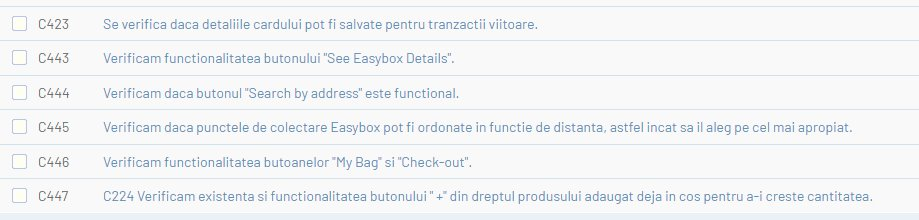 C423 Se verifica daca detaliile cardului pot fi salvate pentru tranzactii viitoare.
C443 Verificam functionalitatea butonului "See Easybox Details".
C444 Verificam daca butonul "Search by address" este functional.
C445 Verificam daca punctele de colectare Easybox pot fi ordonate in functie de distanta, astfel incat sa il aleg pe cel mai apropiat.
C446 Verificam functionalitatea butoanelor "My Bag" si "Check-out".
C447 C224 Verificam existenta si functionalitatea butonului " +" din dreptul produsului adaugat deja in cos pentru a-i creste cantitatea.